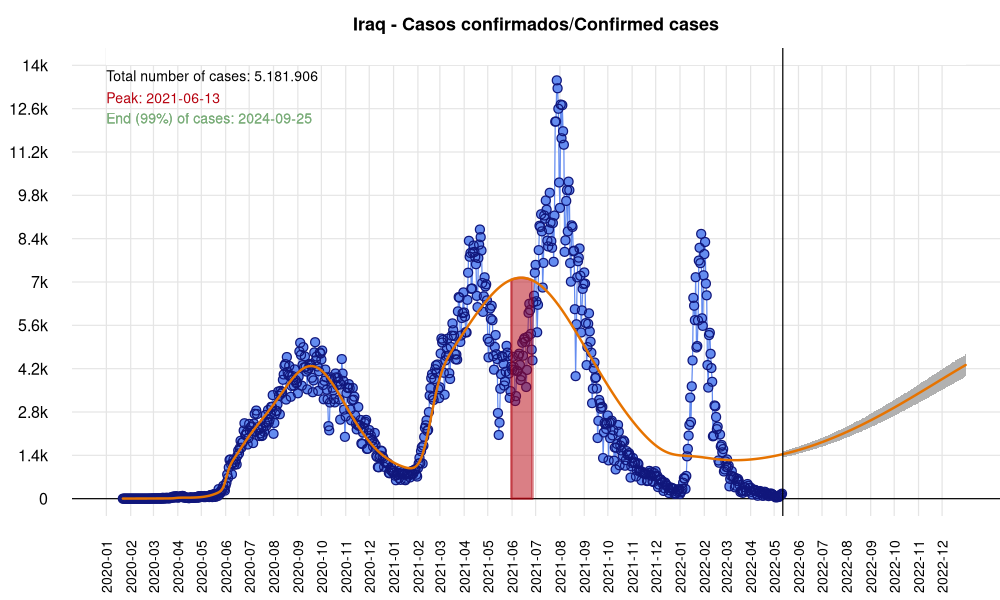 Iraq - Casos confirmados/Confirmed cases
Total number of cases: 5.181.906
Peak: 2021-06-13
End (99%) of cases: 2024-09-25
14k
12.6k
11.2k
9.8k
8.4k
7k
5.6k
4.2k
2.8k
1.4k
0
2020-01
2020-02
2020-03
2020-04
2020-05
2020-06
2020-07
2020-08
2020-09
2020-10
2020-11
2020-12
2021-01
2021-02
2021-03
2021-04
2021-05
2021-06
2021-07
2021-08
2021-09
2021-10
2021-11
2021-12
2022-01
2022-02
2022-03
2022-04
2022-05
2022-06
2022-07
2022-08
2022-09
2022-10
2022-11
2022-12